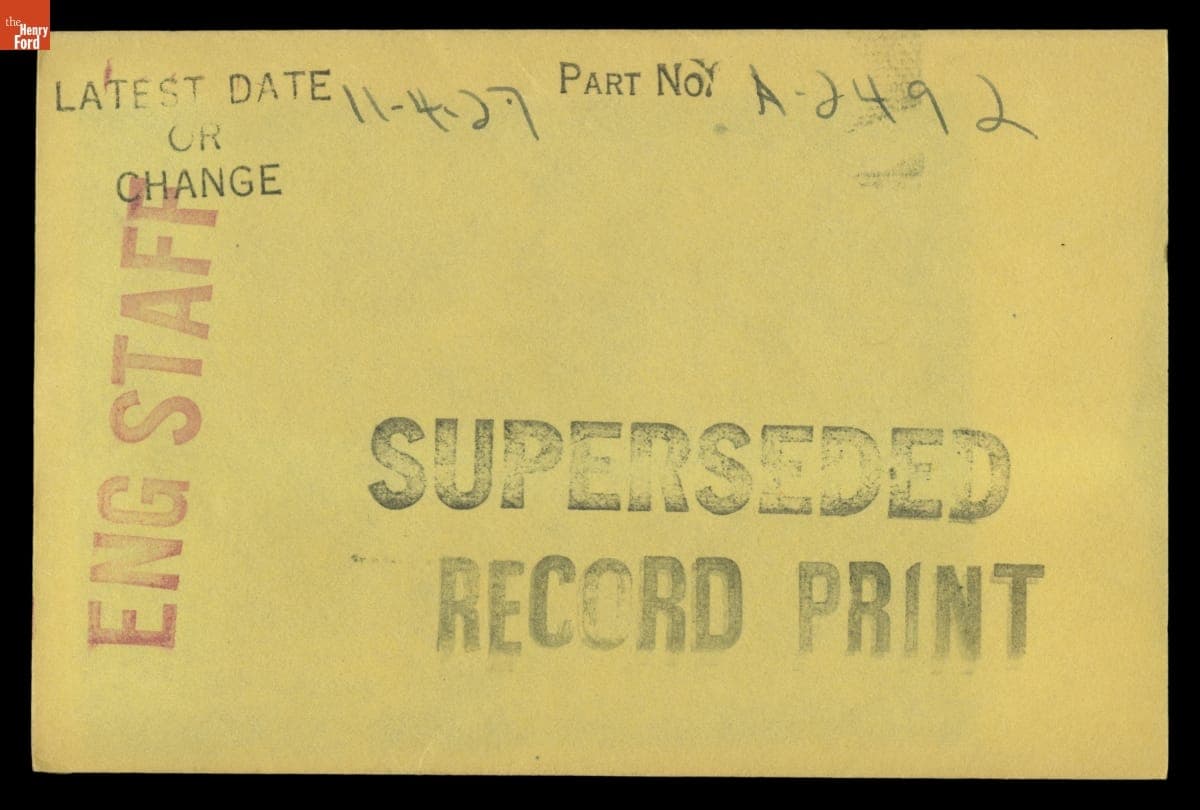 the
Henry
Ford
LATEST DATE 11-4-27
OR
CHANGE
PART NO. A-2492
ENG STAFF
SUPERSEDED
RECORD PRINT